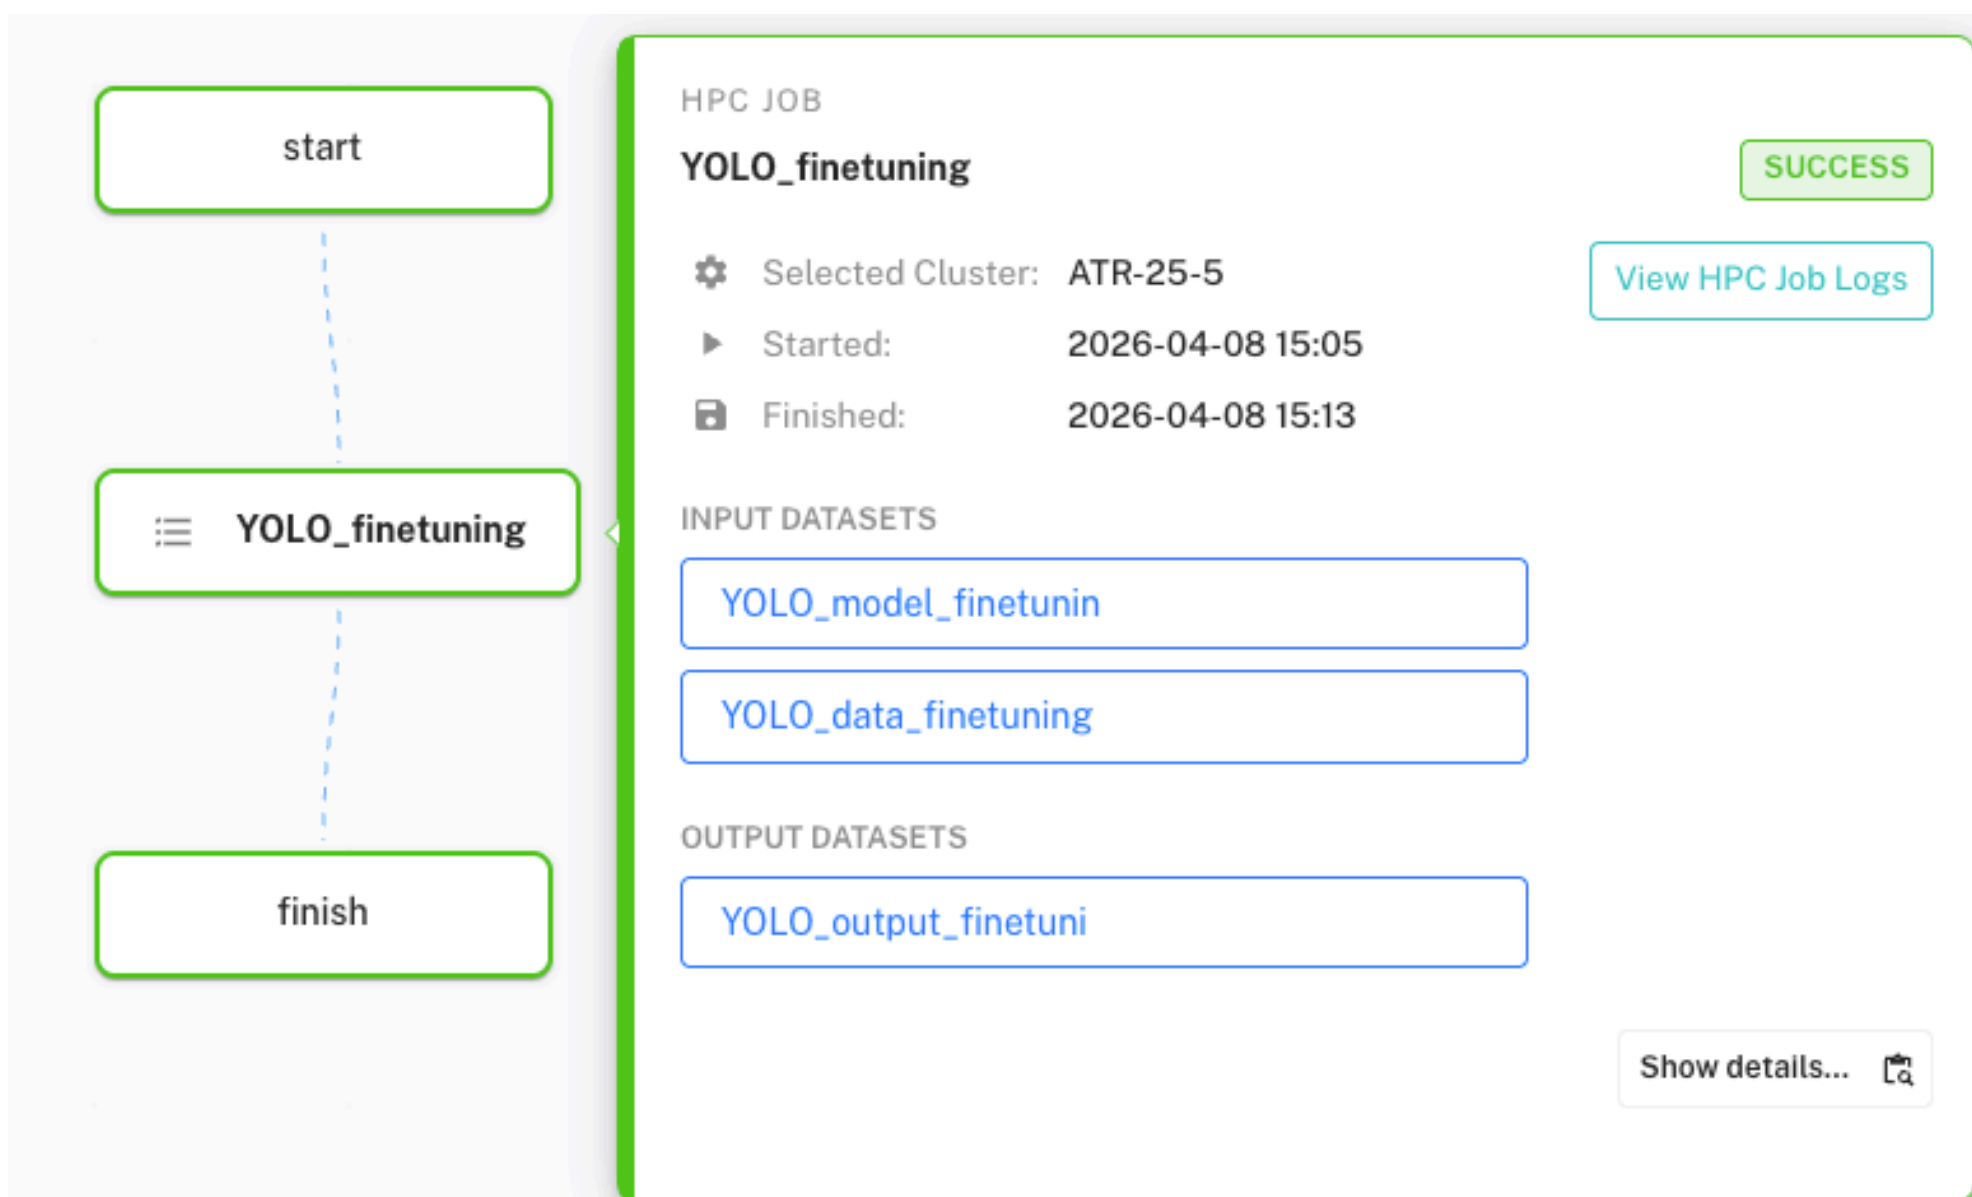 start
YOLO_finetuning
finish
HPC JOB
YOLO_finetuning
SUCCESS
Selected Cluster: ATR-25-5
View HPC Job Logs
Started: 2026-04-08 15:05
Finished: 2026-04-08 15:13
INPUT DATASETS
YOLO_model_finetunin
YOLO_data_finetuning
OUTPUT DATASETS
YOLO_output_finetuni
Show details...